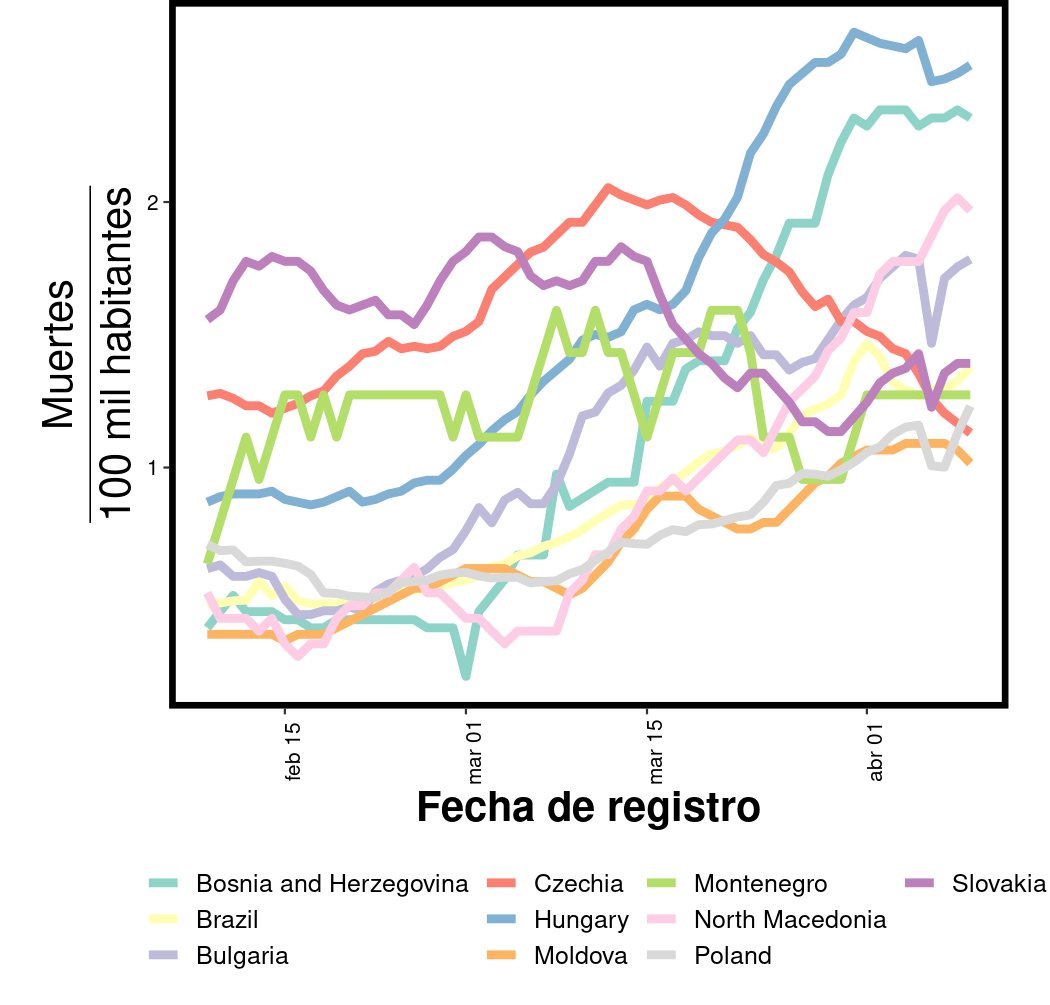 Muertes
100 mil habitantes
2
1
feb 15
mar 01
mar 15
abr 01
Fecha de registro
Bosnia and Herzegovina
Czechia
Montenegro
Slovakia
Brazil
Hungary
North Macedonia
Bulgaria
Moldova
Poland